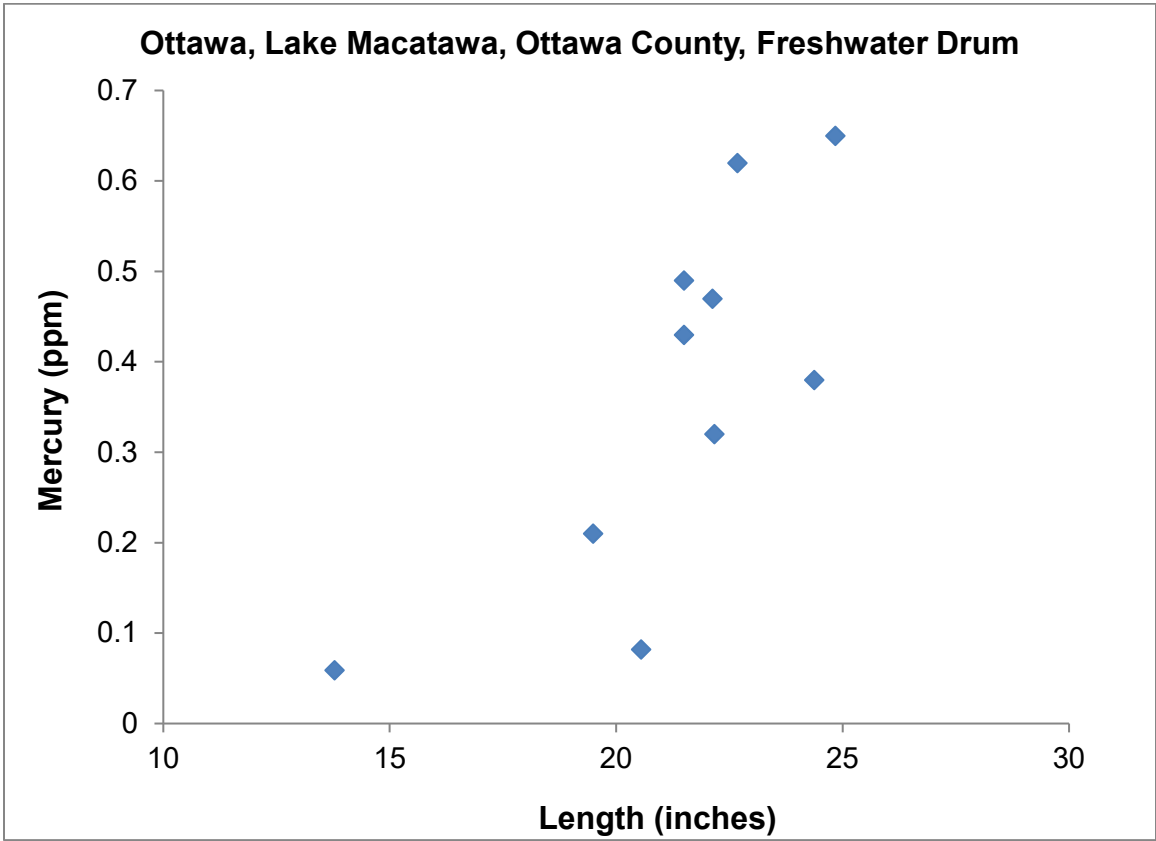 Ottawa, Lake Macatawa, Ottawa County, Freshwater Drum
0.7
0.6
0.5
0.4
0.3
0.2
0.1
0
Mercury (ppm)
10 15 20 25 30
Length (inches)